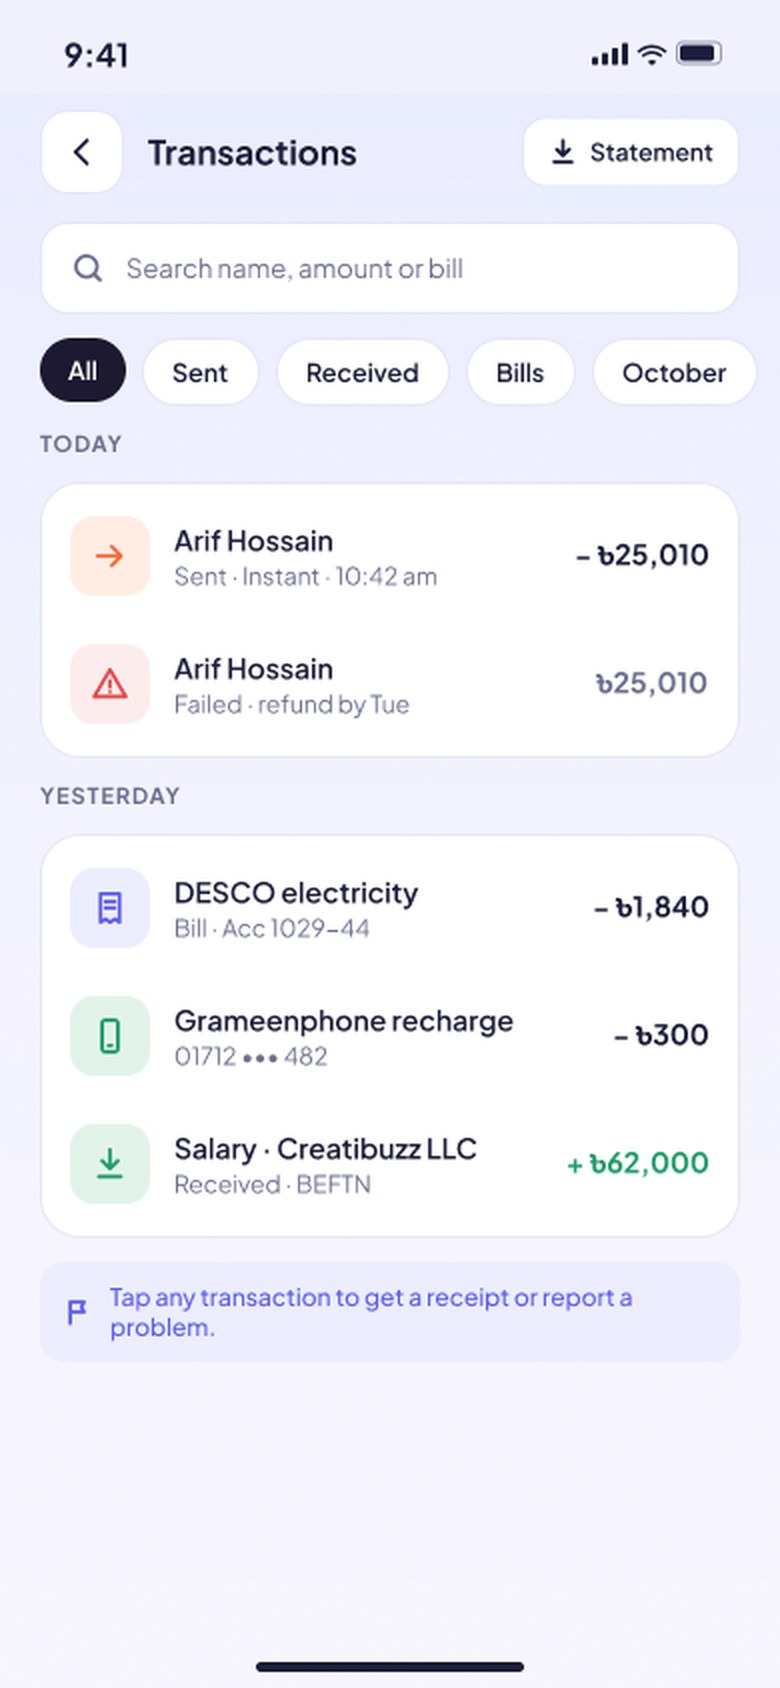 9:41
Transactions
Statement
Search name, amount or bill
All
Sent
Received
Bills
October
TODAY
Arif Hossain
- ৳25,010
Sent · Instant · 10:42 am
Arif Hossain
৳25,010
Failed · refund by Tue
YESTERDAY
DESCO electricity
- ৳1,840
Bill · Acc 1029-44
Grameenphone recharge
- ৳300
01712 ••• 482
Salary · Creatibuzz LLC
+ ৳62,000
Received · BEFTN
Tap any transaction to get a receipt or report a
problem.